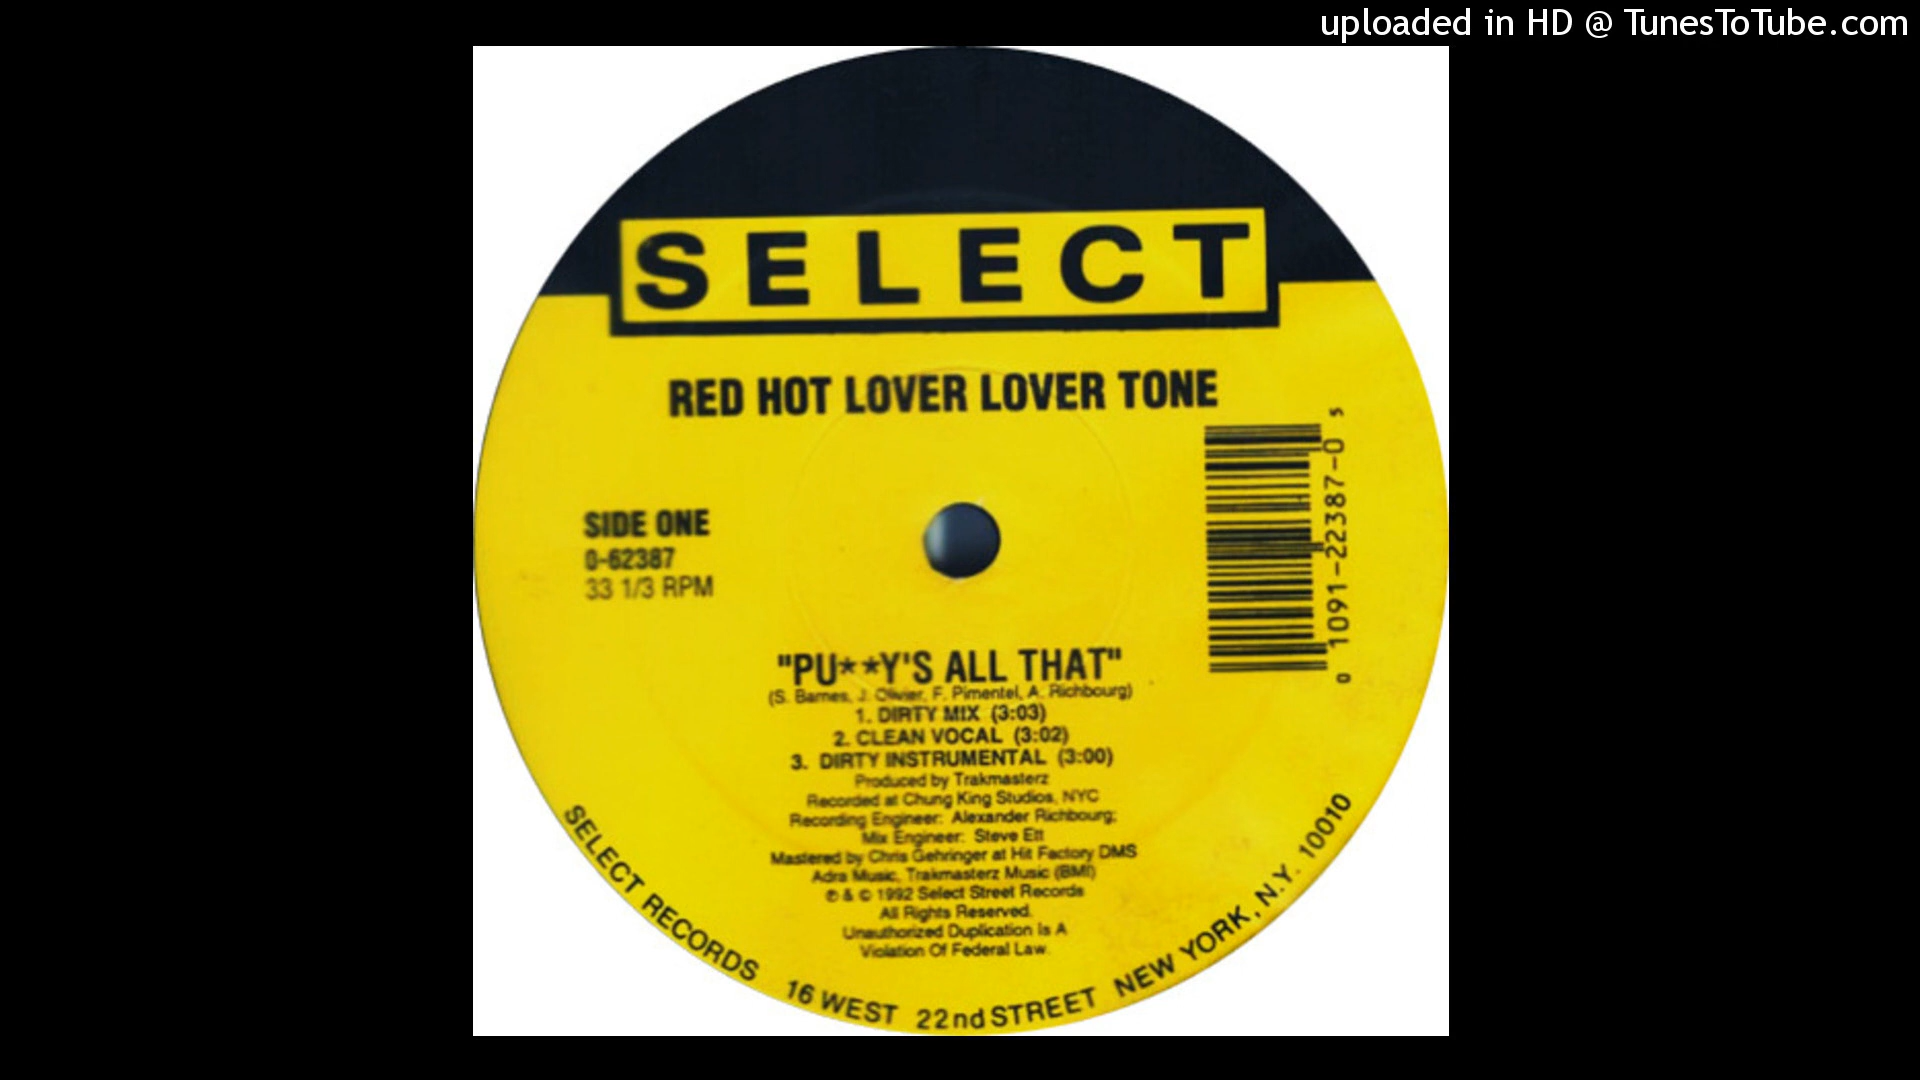 uploaded in HD @ TunesToTube.com
SELECT
RED HOT LOVER LOVER TONE
SIDE ONE
0-62387
33 1/3 RPM
0 1091-22387-0 5
"PU**Y'S ALL THAT"
(S. Barnes, J. Olivier, F. Pimentel, A. Richbourg)
1. DIRTY MIX (3:03)
2. CLEAN VOCAL (3:02)
3. DIRTY INSTRUMENTAL (3:00)
Produced by Trakmasterz
Recorded at Chung King Studios, NYC
Recording Engineer: Alexander Richbourg;
Mix Engineer: Steve Ett
Mastered by Chris Gehringer at Hit Factory DMS
Adra Music, Trakmasterz Music (BMI)
℗ & © 1992 Select Street Records
All Rights Reserved.
Unauthorized Duplication Is A
Violation Of Federal Law.
SELECT RECORDS 16 WEST 22nd STREET NEW YORK, N.Y. 10010